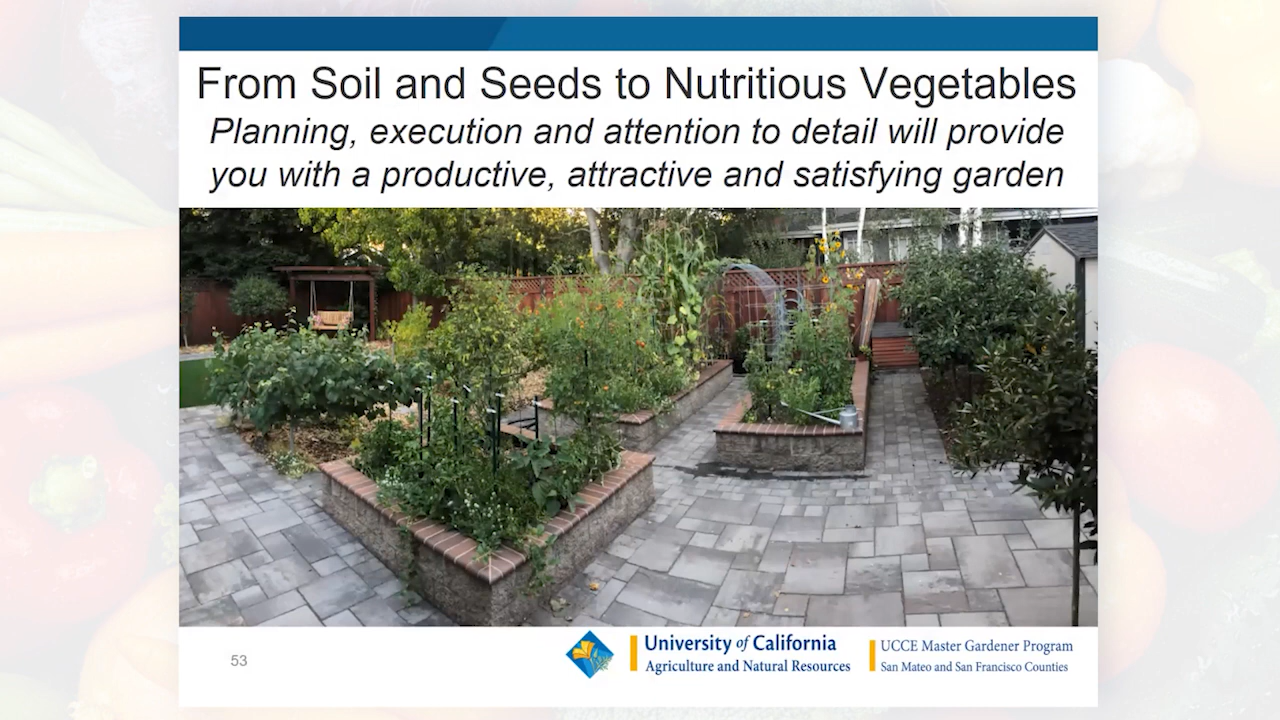 From Soil and Seeds to Nutritious Vegetables
Planning, execution and attention to detail will provide
you with a productive, attractive and satisfying garden
53
University of California
Agriculture and Natural Resources
UCCE Master Gardener Program
San Mateo and San Francisco Counties